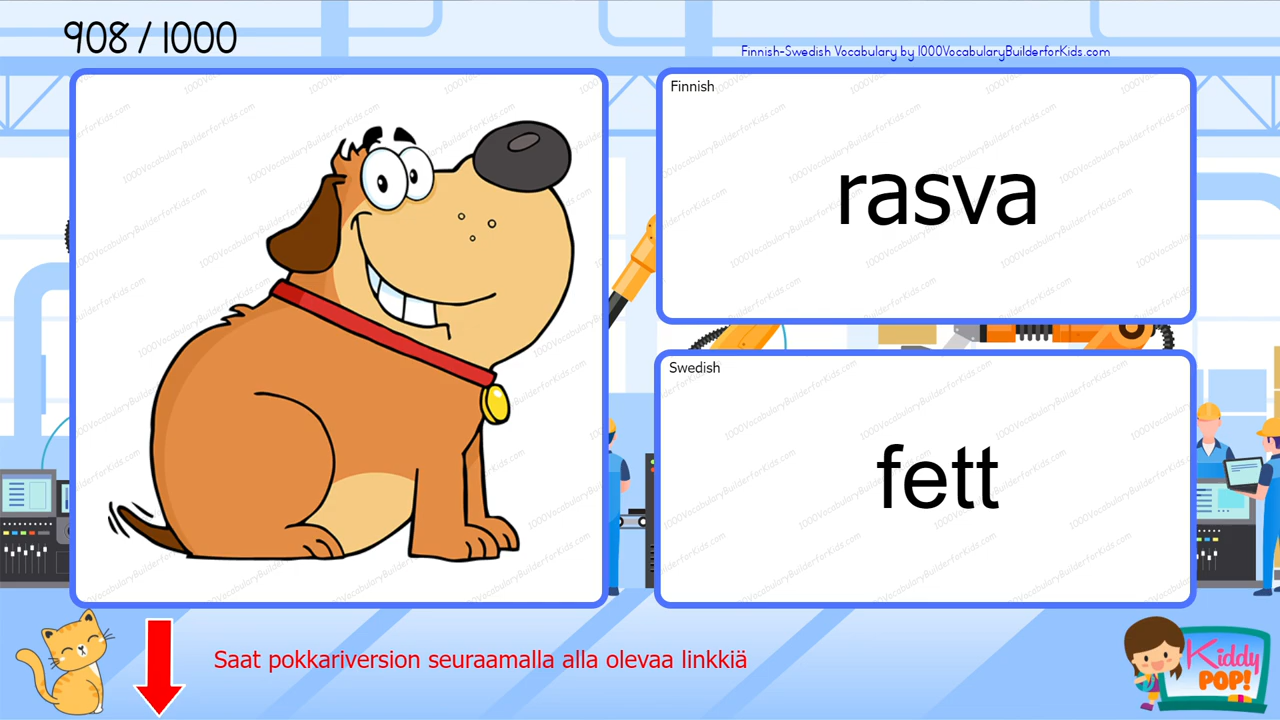 908 / 1000
Finnish-Swedish Vocabulary by 1000VocabularyBuilderforKids.com
Finnish
rasva
Swedish
fett
Saat pokkariversion seuraamalla alla olevaa linkkiä
Kiddy
POP!